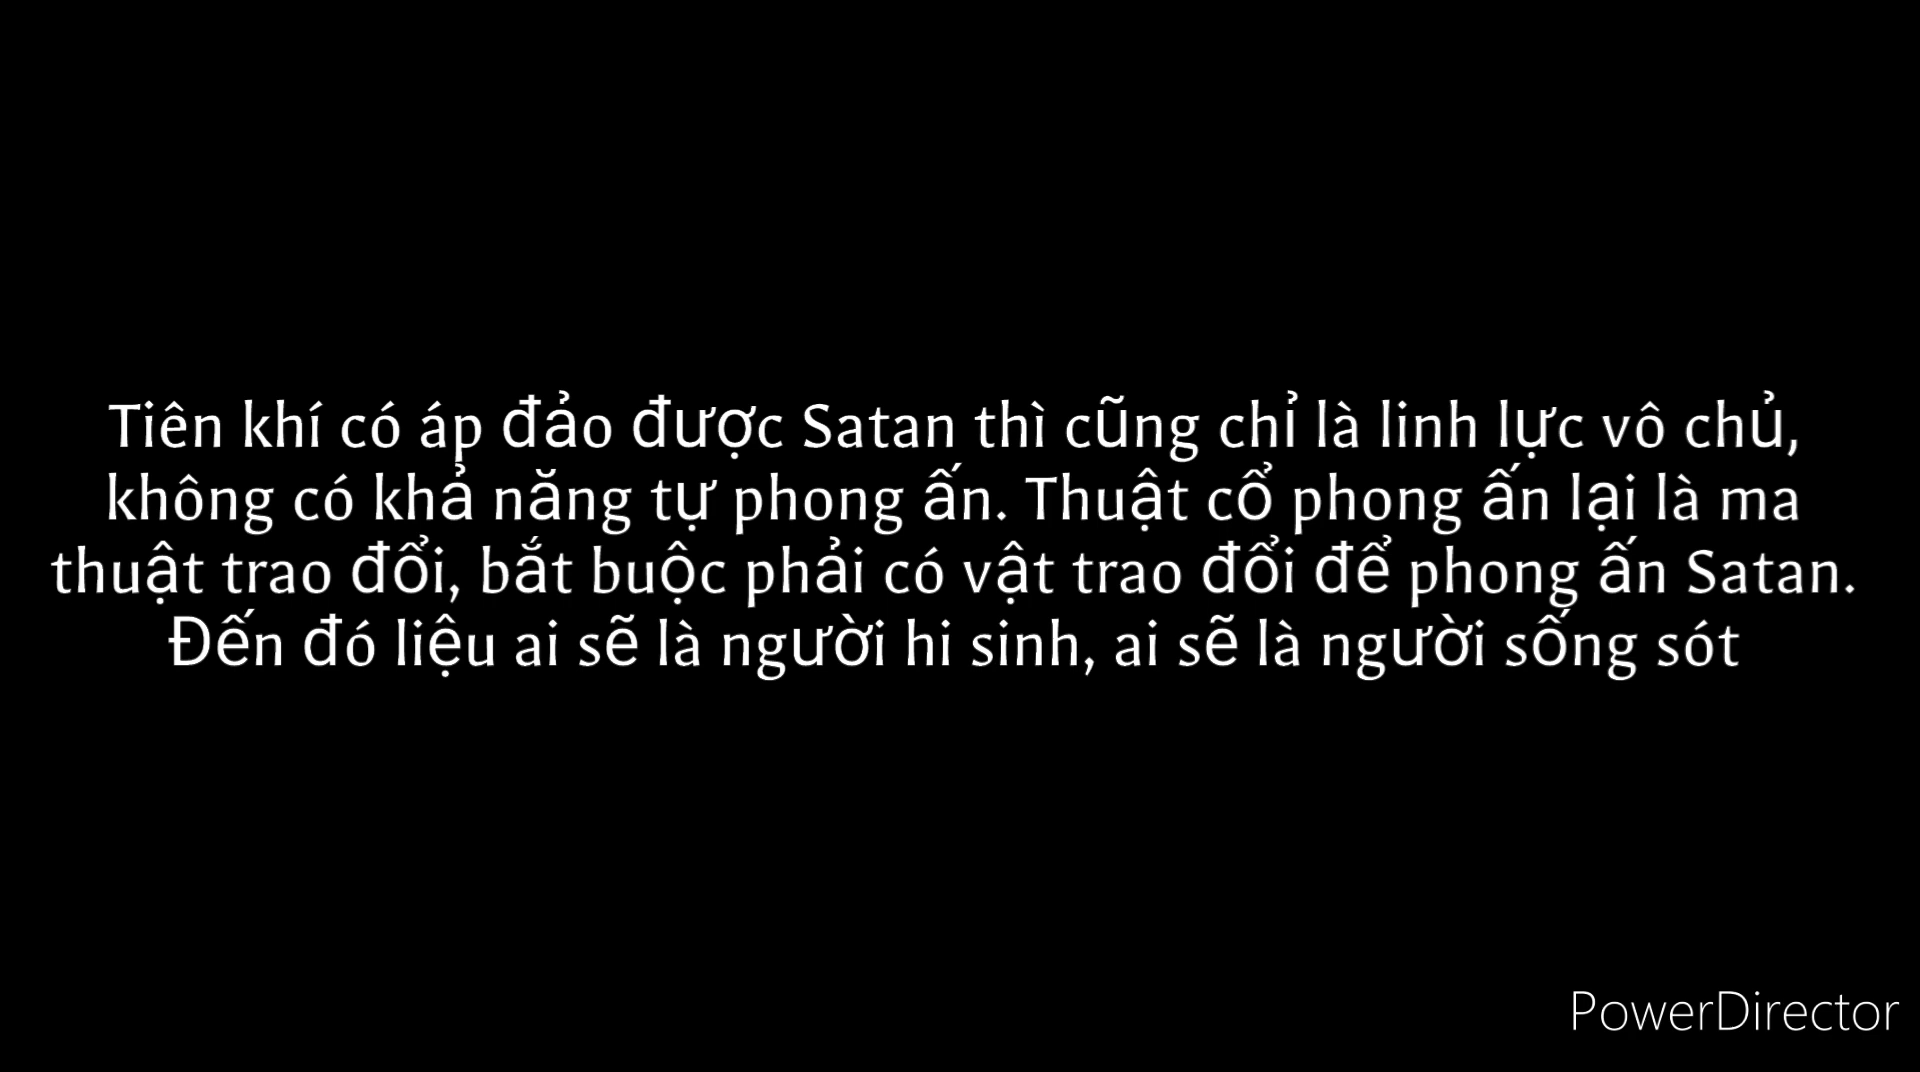 Tiên khí có áp đảo được Satan thì cũng chỉ là linh lực vô chủ,
không có khả năng tự phong ấn. Thuật cổ phong ấn lại là ma
thuật trao đổi, bắt buộc phải có vật trao đổi để phong ấn Satan.
Đến đó liệu ai sẽ là người hi sinh, ai sẽ là người sống sót
PowerDirector